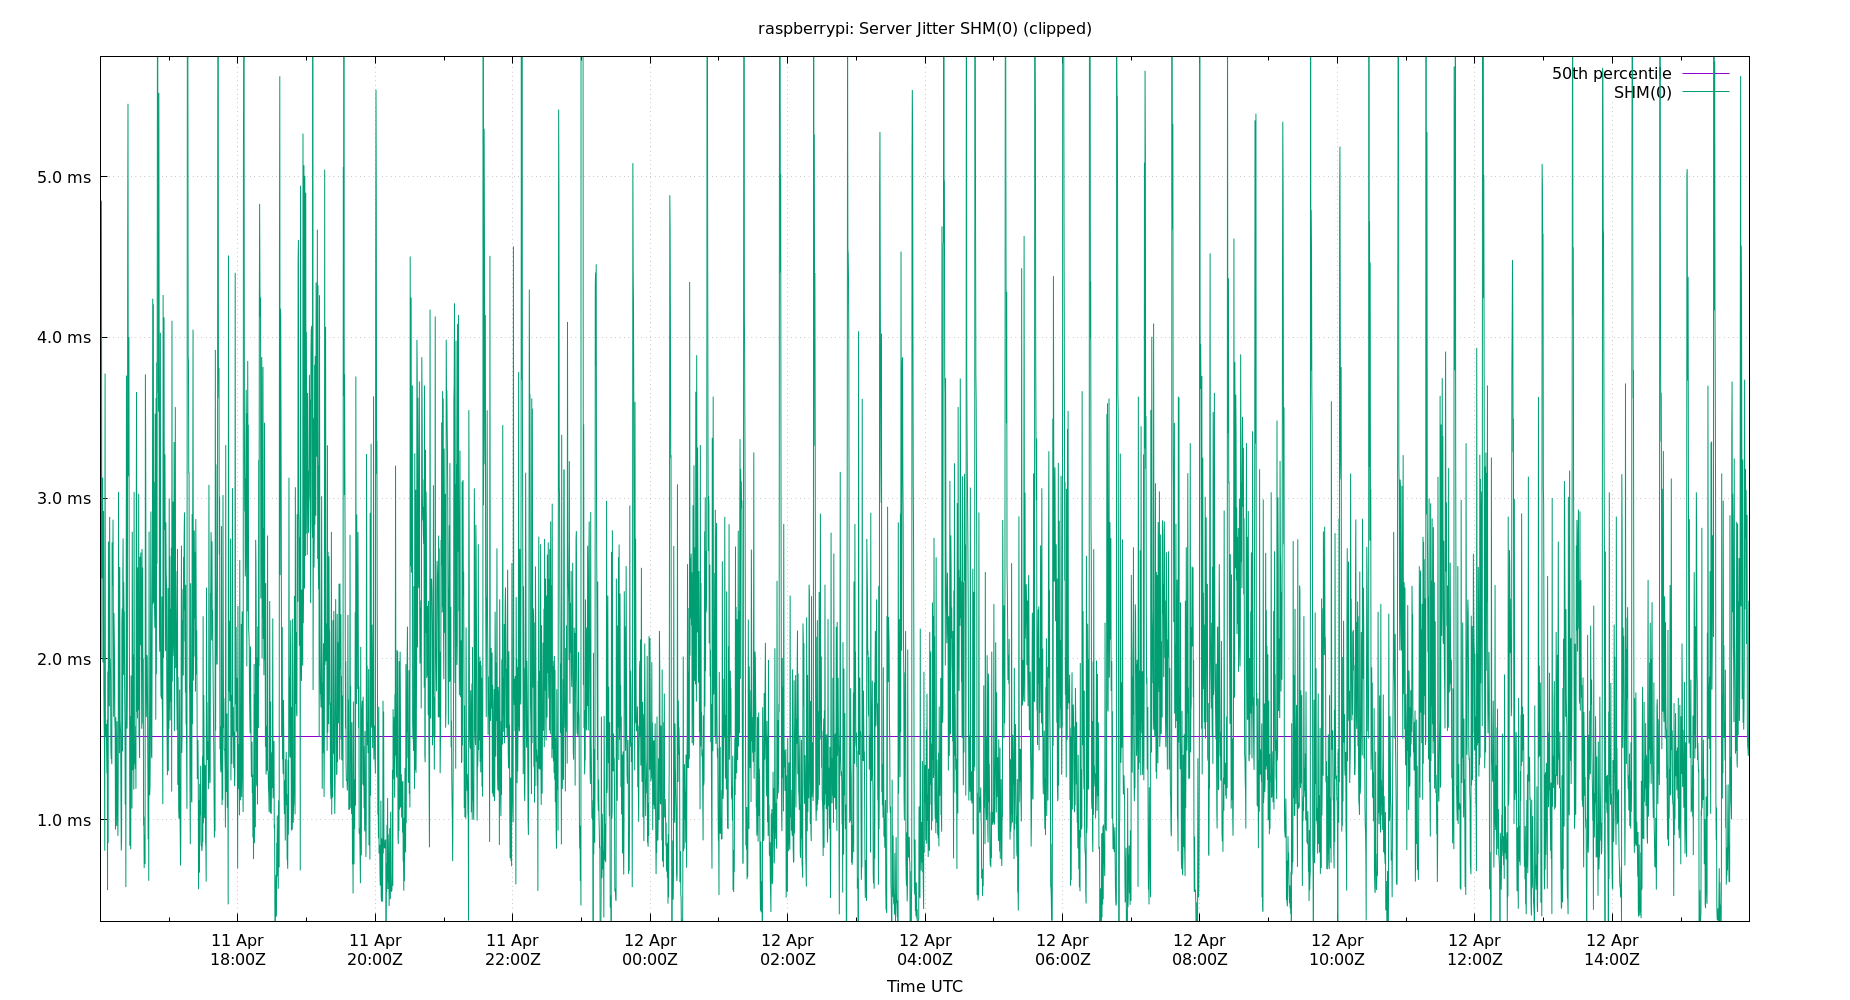 raspberrypi: Server Jitter SHM(0) (clipped)
50th percentile
SHM(0)
5.0 ms
4.0 ms
3.0 ms
2.0 ms
1.0 ms
11 Apr 11 Apr 11 Apr 12 Apr 12 Apr 12 Apr 12 Apr 12 Apr 12 Apr 12 Apr 12 Apr
18:00Z 20:00Z 22:00Z 00:00Z 02:00Z 04:00Z 06:00Z 08:00Z 10:00Z 12:00Z 14:00Z
Time UTC